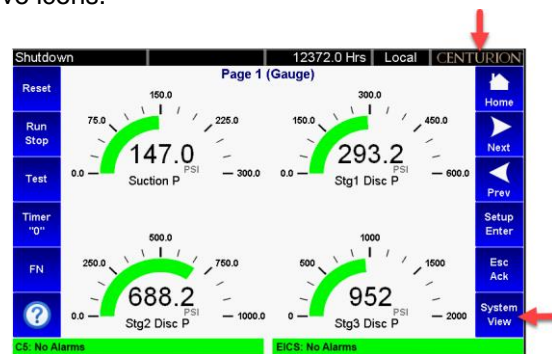 ve icons.
Shutdown 12372.0 Hrs Local CENTURION
Page 1 (Gauge)
Reset
Run
Stop
Test
Timer
"0"
FN
?
150.0
75.0 225.0
0.0 147.0 PSI 300.0
Suction P
300.0
150.0 450.0
0.0 293.2 PSI 600.0
Stg1 Disc P
500.0
250.0 750.0
0.0 688.2 PSI 1000.0
Stg2 Disc P
1000
500 1500
0 952 PSI 2000
Stg3 Disc P
Home
Next
Prev
Setup
Enter
Esc
Ack
System
View
C5: No Alarms EICS: No Alarms